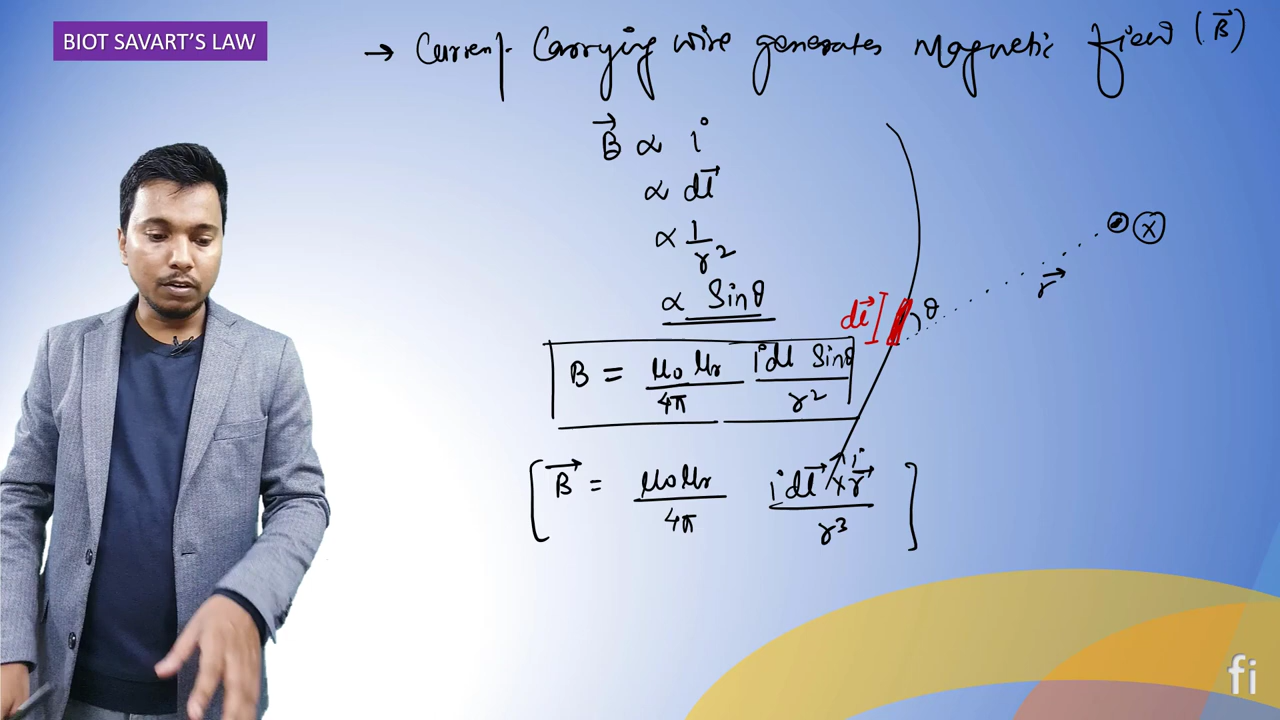 BIOT SAVART'S LAW
→ Current Carrying wire generates Magnetic field (B⃗)
B⃗ ∝ i
∝ dl⃗
∝ 1/r²
∝ Sinθ
B = μ₀μᵣ/4π idl Sinθ/r²
[B⃗ = μ₀μᵣ/4π idl⃗ × r⃗/r³]
dl⃗
θ
r⃗
i
X
fi